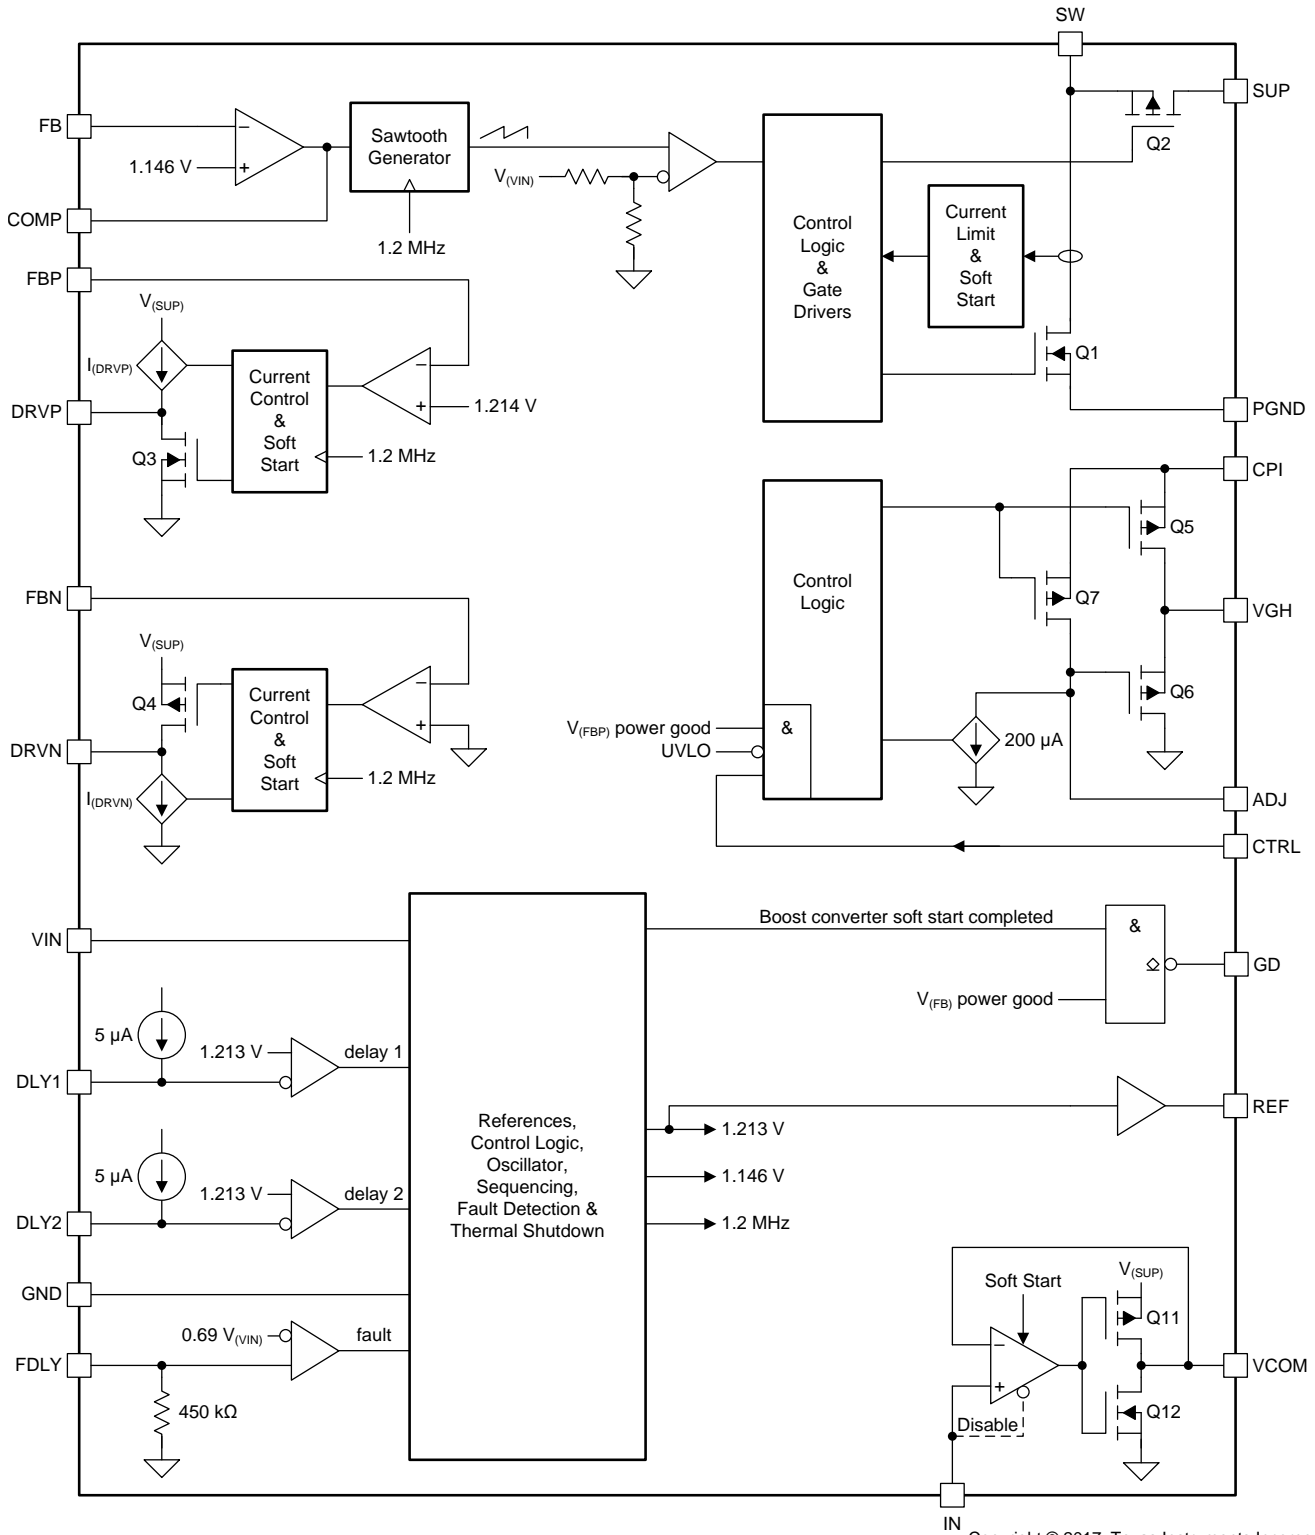 SW
SUP
Q2
FB
−
1.146 V
+
Sawtooth
Generator
1.2 MHz
COMP
V(VIN)
Control
Logic
&
Gate
Drivers
Current
Limit
&
Soft
Start
Q1
PGND
FBP
V(SUP)
I(DRVP)
DRVP
Q3
Current
Control
&
Soft
Start
−
+
1.214 V
1.2 MHz
CPI
Q5
Q7
VGH
Q6
Control
Logic
V(FBP) power good
UVLO
&
200 µA
ADJ
CTRL
FBN
V(SUP)
Q4
DRVN
I(DRVN)
Current
Control
&
Soft
Start
−
+
1.2 MHz
VIN
Boost converter soft start completed
&
V(FB) power good
GD
5 µA
1.213 V
delay 1
DLY1
5 µA
1.213 V
delay 2
DLY2
References,
Control Logic,
Oscillator,
Sequencing,
Fault Detection &
Thermal Shutdown
1.213 V
1.146 V
1.2 MHz
REF
GND
0.69 V(VIN)
fault
FDLY
450 kΩ
Soft Start
V(SUP)
Q11
−
+
Disable
Q12
VCOM
IN